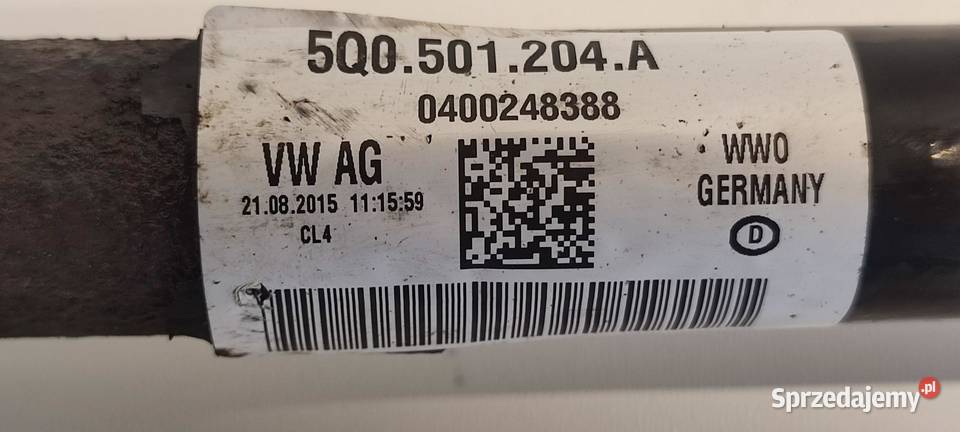 5Q0.501.204.A
0400248388
VW AG
21.08.2015 11:15:59
CL4
WWO
GERMANY
D
Sprzedajemy.pl